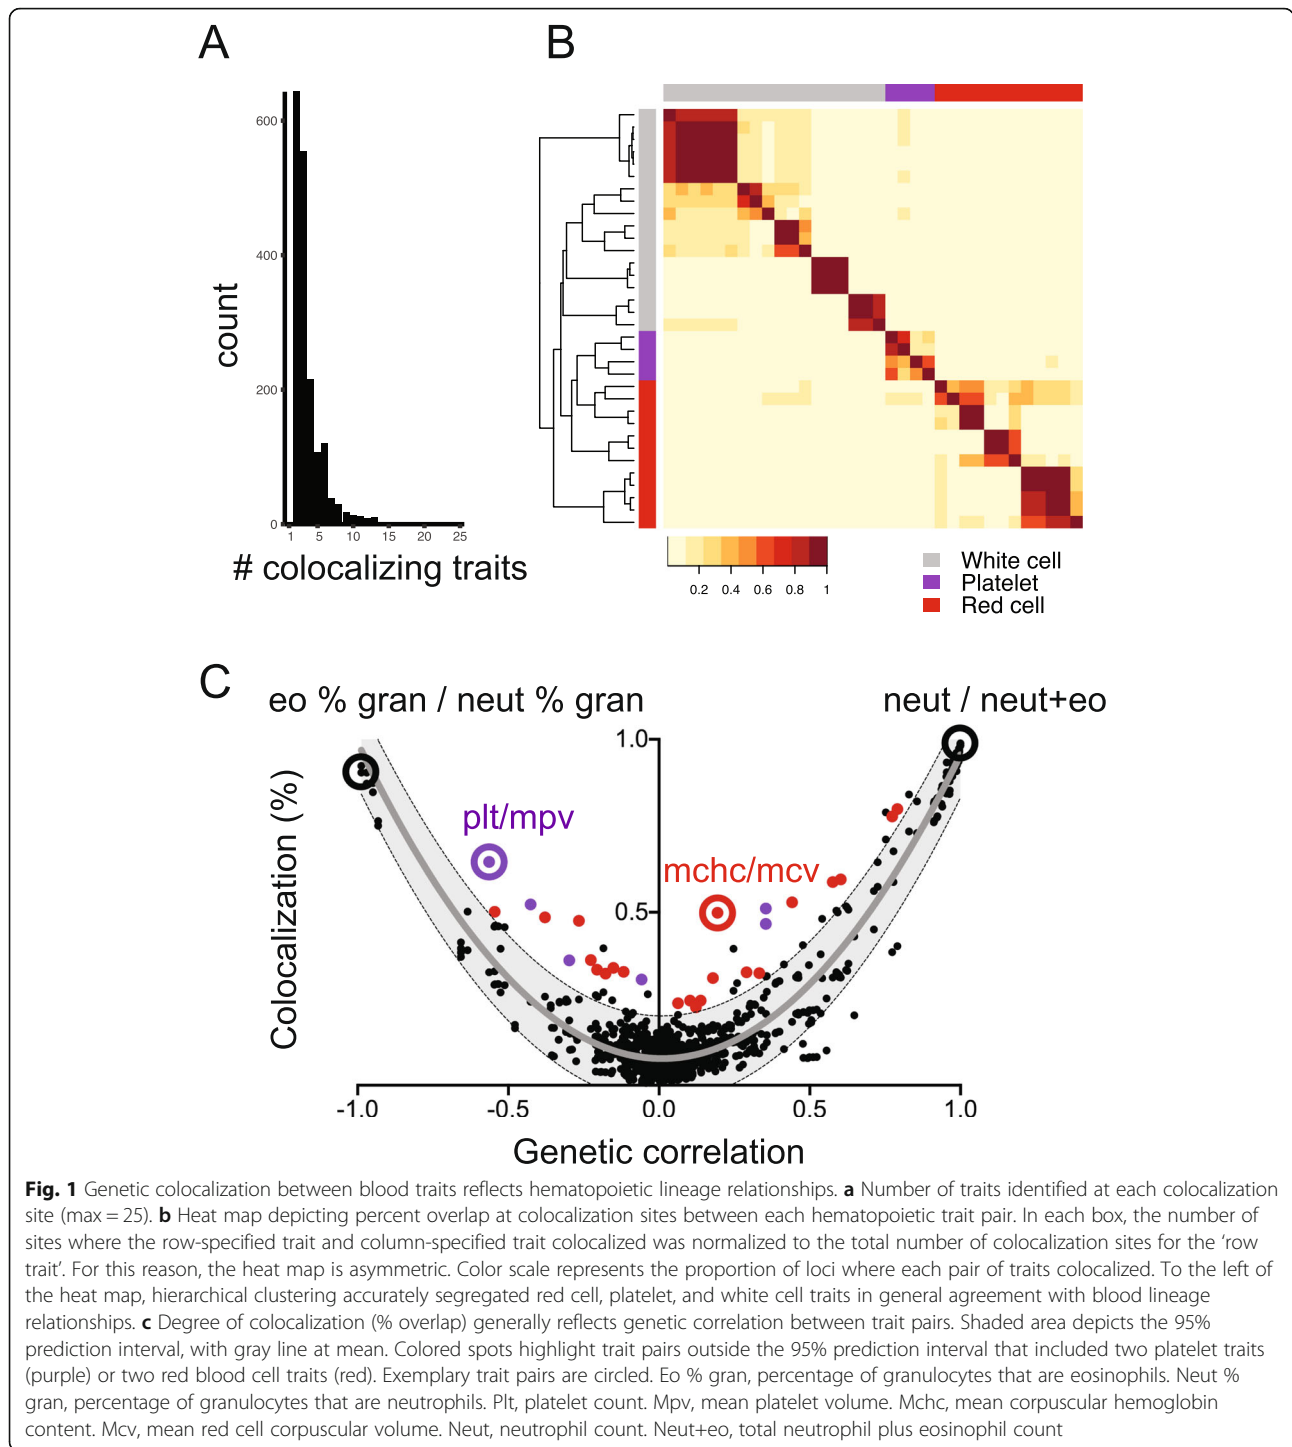 A
B
600
400
200
0
count
1 5 10 15 20 25
# colocalizing traits
0.2 0.4 0.6 0.8 1
White cell
Platelet
Red cell
C
eo % gran / neut % gran
neut / neut+eo
1.0
plt/mpv
mchc/mcv
0.5
Colocalization (%)
-1.0 -0.5 0.0 0.5 1.0
Genetic correlation
Fig. 1 Genetic colocalization between blood traits reflects hematopoietic lineage relationships. a Number of traits identified at each colocalization
site (max = 25). b Heat map depicting percent overlap at colocalization sites between each hematopoietic trait pair. In each box, the number of
sites where the row-specified trait and column-specified trait colocalized was normalized to the total number of colocalization sites for the ‘row
trait’. For this reason, the heat map is asymmetric. Color scale represents the proportion of loci where each pair of traits colocalized. To the left of
the heat map, hierarchical clustering accurately segregated red cell, platelet, and white cell traits in general agreement with blood lineage
relationships. c Degree of colocalization (% overlap) generally reflects genetic correlation between trait pairs. Shaded area depicts the 95%
prediction interval, with gray line at mean. Colored spots highlight trait pairs outside the 95% prediction interval that included two platelet traits
(purple) or two red blood cell traits (red). Exemplary trait pairs are circled. Eo % gran, percentage of granulocytes that are eosinophils. Neut %
gran, percentage of granulocytes that are neutrophils. Plt, platelet count. Mpv, mean platelet volume. Mchc, mean corpuscular hemoglobin
content. Mcv, mean red cell corpuscular volume. Neut, neutrophil count. Neut+eo, total neutrophil plus eosinophil count